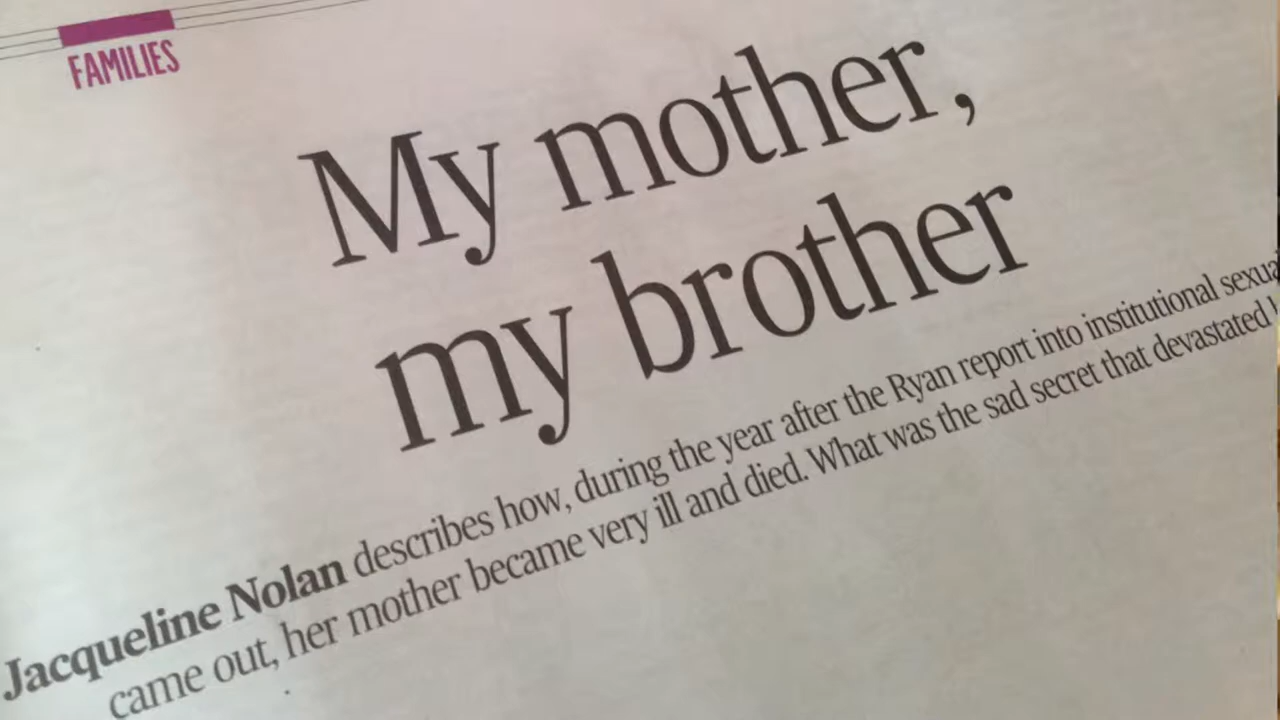 FAMILIES
My mother,
my brother
Jacqueline Nolan describes how, during the year after the Ryan report into institutional sexua
came out, her mother became very ill and died. What was the sad secret that devastated